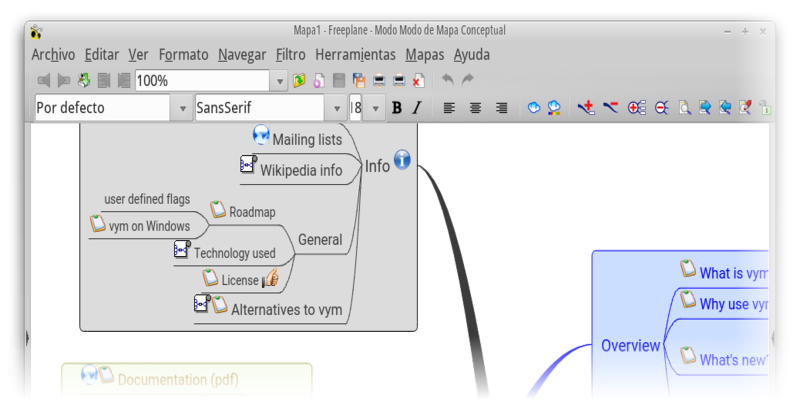 Mapa1 - Freeplane - Modo Modo de Mapa Conceptual
Archivo Editar Ver Formato Navegar Filtro Herramientas Mapas Ayuda
100%
Por defecto SansSerif 18 B I
Mailing lists
Wikipedia info
Info
user defined flags
Roadmap
vym on Windows
General
Technology used
License
Alternatives to vym
What is vym
Why use vyr
Overview
What's new?
Documentation (pdf)